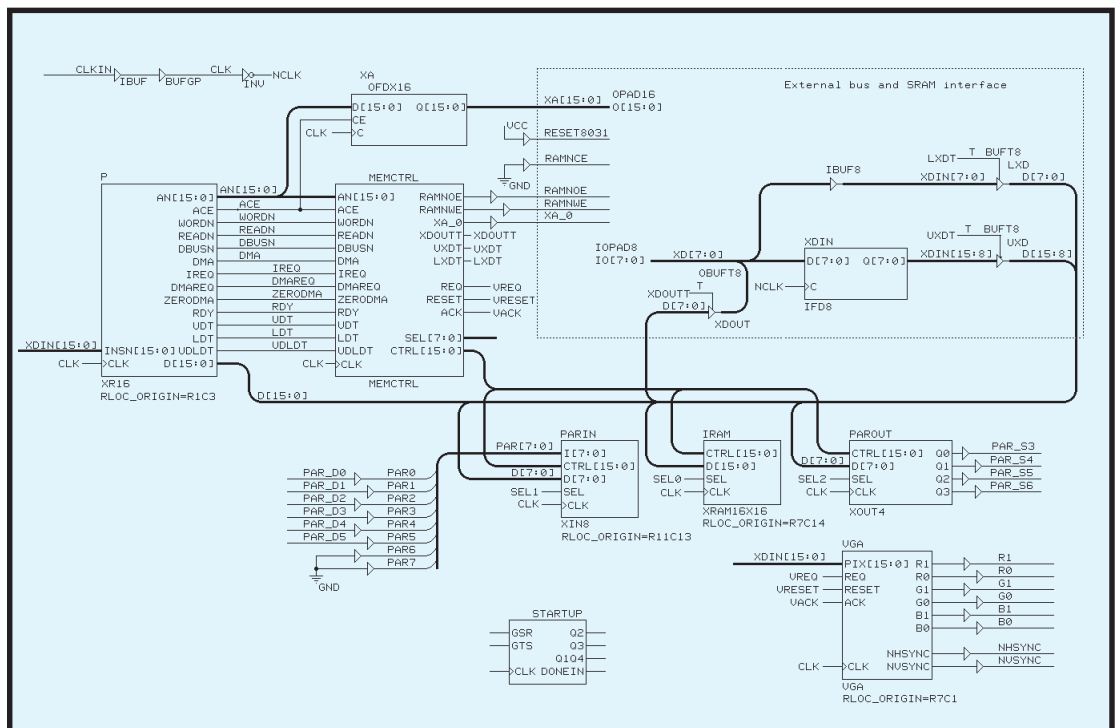 CLKIN
IBUF
BUFGP
CLK
INV
NCLK
XA
OFDX16
D[15:0] Q[15:0]
CE
CLK C
XA[15:0] OPAD16
O[15:0]
External bus and SRAM interface
VCC
RESET8031
RAMNCE
GND
RAMNOE
RAMNWE
XA_0
P
AN[15:0]
ACE
WORDN
READN
DBUSN
DMA
IREQ
DMAREQ
ZERODMA
RDY
UDT
LDT
INSN[15:0] UDLDT
CLK CLK
D[15:0]
XDIN[15:0]
XR16
RLOC_ORIGIN=R1C3
AN[15:0]
ACE
WORDN
READN
DBUSN
DMA
IREQ
DMAREQ
ZERODMA
RDY
UDT
LDT
UDLDT
MEMCTRL
AN[15:0] RAMNOE
ACE RAMNWE
WORDN XA_0
READN XDOUTT XDOUTT
DBUSN UXDT UXDT
DMA LXDT LXDT
IREQ
DMAREQ REQ VREQ
ZERODMA RESET VRESET
RDY ACK VACK
UDT
LDT SEL[7:0]
UDLDT CTRL[15:0]
CLK CLK
MEMCTRL
D[15:0]
IBUF8
T BUFT8
LXDT LXD
XDIN[7:0] D[7:0]
T BUFT8
UXDT UXD
XDIN[15:8] D[15:8]
IOPAD8
IO[7:0]
XD[7:0]
XDIN
D[7:0] Q[7:0]
NCLK C
IFD8
OBUFT8
XDOUTT T
D[7:0]
XDOUT
PARIN
PAR[7:0] I[7:0]
CTRL[15:0]
D[7:0] D[7:0]
SEL1 SEL
CLK CLK
XIN8
RLOC_ORIGIN=R11C13
IRAM
CTRL[15:0]
D[15:0]
SEL0 SEL
CLK CLK
XRAM16X16
RLOC_ORIGIN=R7C14
PAROUT
CTRL[15:0] Q0 PAR_S3
D[7:0] D[7:0] Q1 PAR_S4
SEL2 SEL Q2 PAR_S5
CLK CLK Q3 PAR_S6
XOUT4
PAR_D0 PAR0
PAR_D1 PAR1
PAR_D2 PAR2
PAR_D3 PAR3
PAR_D4 PAR4
PAR_D5 PAR5
PAR6
PAR7
GND
STARTUP
GSR Q2
GTS Q3
Q1Q4
CLK DONEIN
VGA
XDIN[15:0] PIX[15:0] R1 R1
VREQ REQ R0 R0
VRESET RESET G1 G1
VACK ACK G0 G0
B1 B1
B0 B0
NHSYNC NHSYNC
CLK CLK NVSYNC NVSYNC
VGA
RLOC_ORIGIN=R7C1